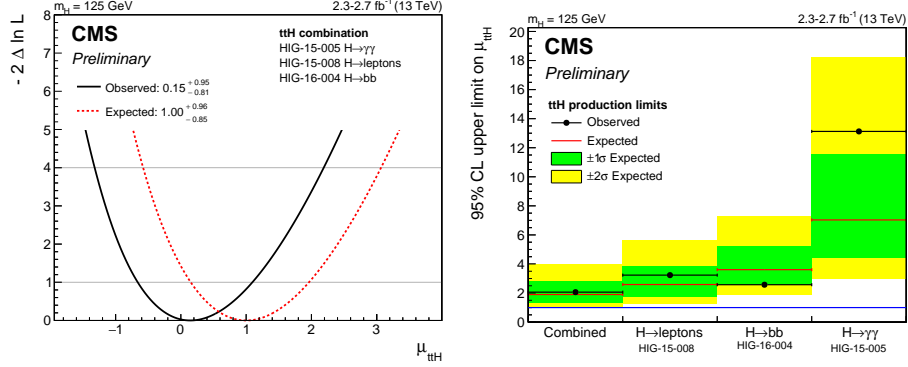 m_H = 125 GeV
2.3-2.7 fb⁻¹ (13 TeV)
- 2 Δ ln L
8
7
6
5
4
3
2
1
0
CMS
Preliminary
ttH combination
HIG-15-005 H→γγ
HIG-15-008 H→leptons
HIG-16-004 H→bb
Observed: 0.15 +0.95 -0.81
Expected: 1.00 +0.96 -0.85
−1 0 1 2 3
μ_ttH
m_H = 125 GeV
2.3-2.7 fb⁻¹ (13 TeV)
95% CL upper limit on μ_ttH
20
18
16
14
12
10
8
6
4
2
0
CMS
Preliminary
ttH production limits
Observed
Expected
±1σ Expected
±2σ Expected
Combined
H→leptons
HIG-15-008
H→bb
HIG-16-004
H→γγ
HIG-15-005